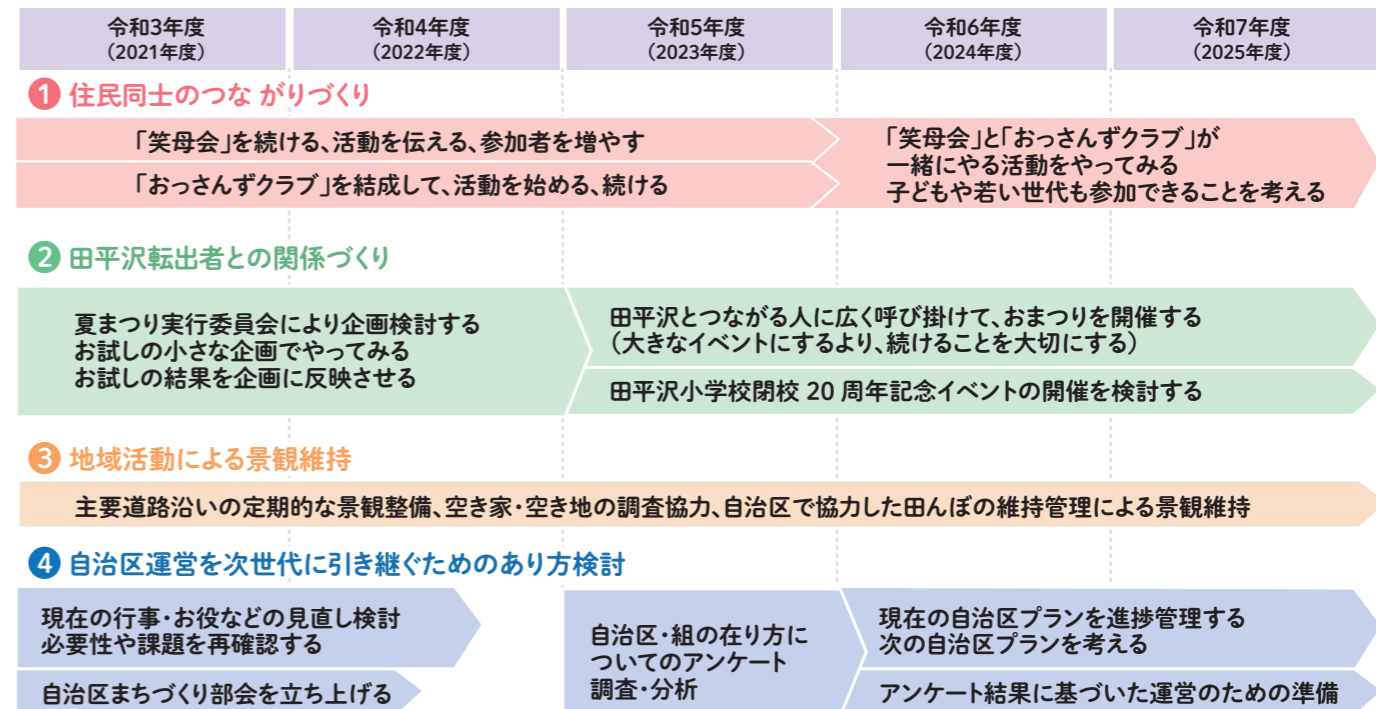 令和3年度
（2021年度）
令和4年度
（2022年度）
令和5年度
（2023年度）
令和6年度
（2024年度）
令和7年度
（2025年度）
1 住民同士のつな がりづくり
「笑母会」を続ける、活動を伝える、参加者を増やす
「おっさんずクラブ」を結成して、活動を始める、続ける
「笑母会」と「おっさんずクラブ」が
一緒にやる活動をやってみる
子どもや若い世代も参加できることを考える
2 田平沢転出者との関係づくり
夏まつり実行委員会により企画検討する
お試しの小さな企画でやってみる
お試しの結果を企画に反映させる
田平沢とつながる人に広く呼び掛けて、おまつりを開催する
（大きなイベントにするより、続けることを大切にする）
田平沢小学校閉校 20 周年記念イベントの開催を検討する
3 地域活動による景観維持
主要道路沿いの定期的な景観整備、空き家・空き地の調査協力、自治区で協力した田んぼの維持管理による景観維持
4 自治区運営を次世代に引き継ぐためのあり方検討
現在の行事・お役などの見直し検討
必要性や課題を再確認する
自治区まちづくり部会を立ち上げる
自治区・組の在り方に
ついてのアンケート
調査・分析
現在の自治区プランを進捗管理する
次の自治区プランを考える
アンケート結果に基づいた運営のための準備